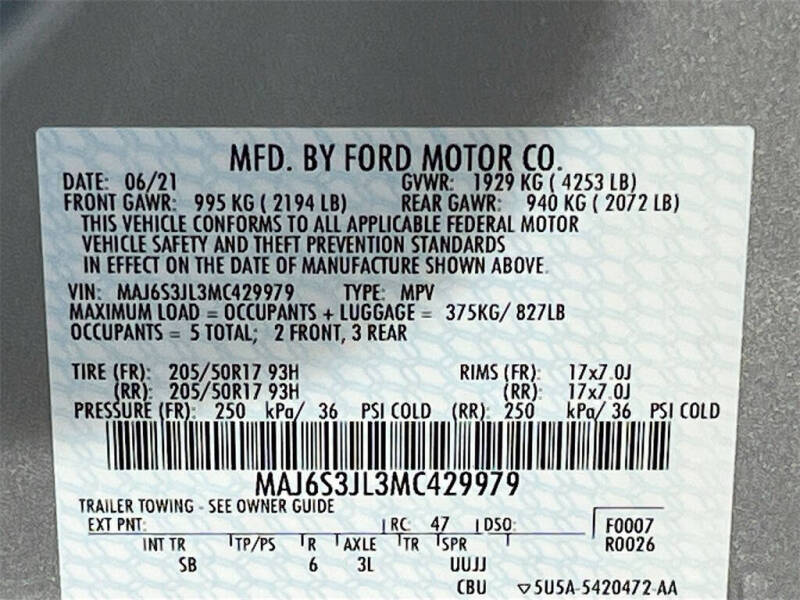 MFD. BY FORD MOTOR CO.
DATE: 06/21 GVWR: 1929 KG ( 4253 LB)
FRONT GAWR: 995 KG ( 2194 LB) REAR GAWR: 940 KG ( 2072 LB)
THIS VEHICLE CONFORMS TO ALL APPLICABLE FEDERAL MOTOR
VEHICLE SAFETY AND THEFT PREVENTION STANDARDS
IN EFFECT ON THE DATE OF MANUFACTURE SHOWN ABOVE.
VIN: MAJ6S3JL3MC429979 TYPE: MPV
MAXIMUM LOAD = OCCUPANTS + LUGGAGE = 375KG/ 827LB
OCCUPANTS = 5 TOTAL; 2 FRONT, 3 REAR
TIRE (FR): 205/50R17 93H RIMS (FR): 17x7.0J
(RR): 205/50R17 93H (RR): 17x7.0J
PRESSURE (FR): 250 kPa/ 36 PSI COLD (RR): 250 kPa/ 36 PSI COLD
MAJ6S3JL3MC429979
TRAILER TOWING - SEE OWNER GUIDE
EXT PNT: RC: 47 DSO: F0007
INT TR TP/PS R AXLE TR SPR R0026
SB 6 3L UUJJ
CBU ▽5U5A-5420472-AA